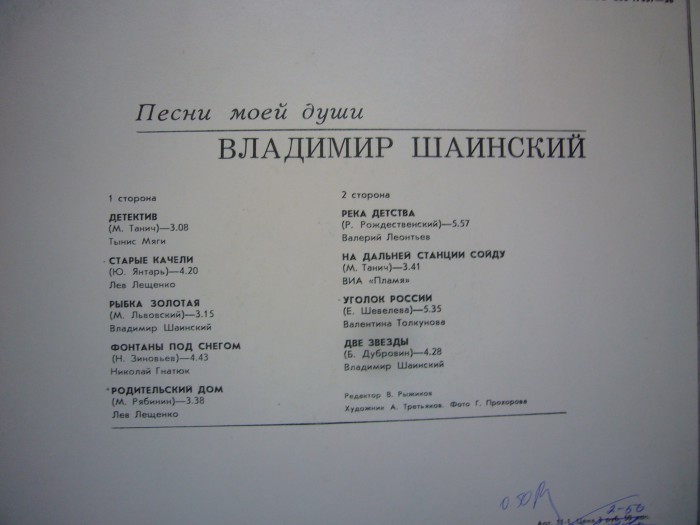 Песни моей души
ВЛАДИМИР ШАИНСКИЙ
1 сторона
ДЕТЕКТИВ
(М. Танич)—3.08
Тынис Мяги
СТАРЫЕ КАЧЕЛИ
(Ю. Янтарь)—4.20
Лев Лещенко
РЫБКА ЗОЛОТАЯ
(М. Львовский)—3.15
Владимир Шаинский
ФОНТАНЫ ПОД СНЕГОМ
(Н. Зиновьев)—4.43
Николай Гнатюк
РОДИТЕЛЬСКИЙ ДОМ
(М. Рябинин)—3.38
Лев Лещенко
2 сторона
РЕКА ДЕТСТВА
(Р. Рождественский)—5.57
Валерий Леонтьев
НА ДАЛЬНЕЙ СТАНЦИИ СОЙДУ
(М. Танич)—3.41
ВИА «Пламя»
УГОЛОК РОССИИ
(Е. Шевелева)—5.35
Валентина Толкунова
ДВЕ ЗВЕЗДЫ
(Б. Дубровин)—4.28
Владимир Шаинский
Редактор В. Рыжиков
Художник А. Третьяков. Фото Г. Прохорова
2-50